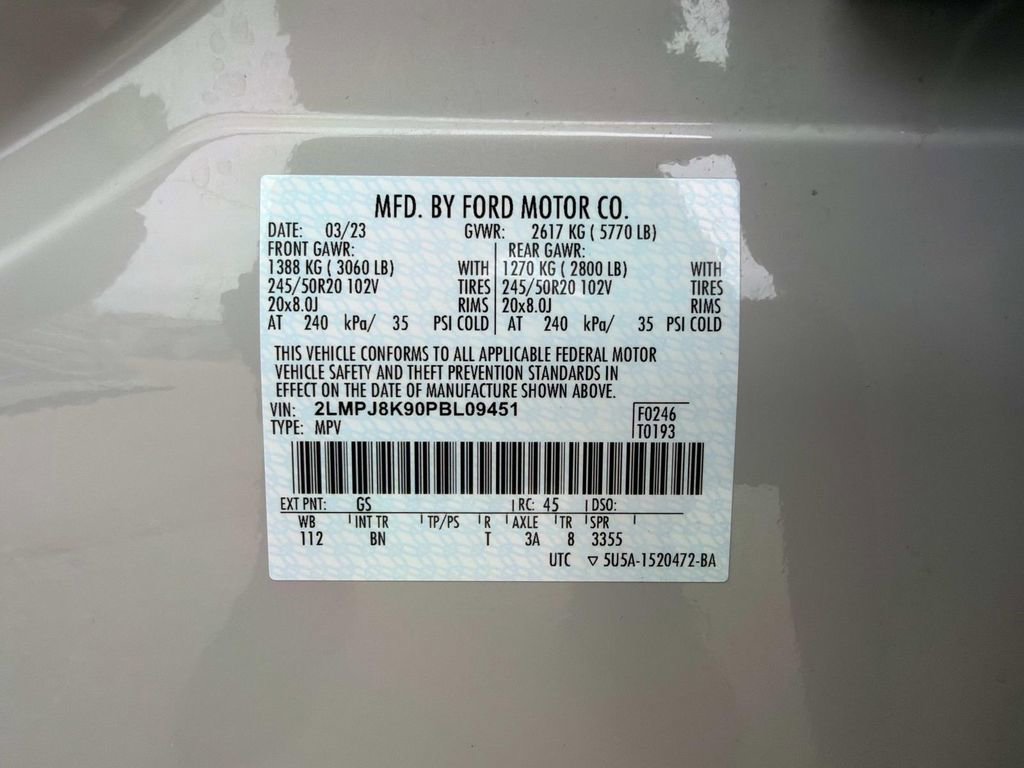 MFD. BY FORD MOTOR CO.
DATE: 03/23 GVWR: 2617 KG ( 5770 LB)
FRONT GAWR: REAR GAWR:
1388 KG ( 3060 LB) WITH 1270 KG ( 2800 LB) WITH
245/50R20 102V TIRES 245/50R20 102V TIRES
20x8.0J RIMS 20x8.0J RIMS
AT 240 kPa/ 35 PSI COLD AT 240 kPa/ 35 PSI COLD
THIS VEHICLE CONFORMS TO ALL APPLICABLE FEDERAL MOTOR
VEHICLE SAFETY AND THEFT PREVENTION STANDARDS IN
EFFECT ON THE DATE OF MANUFACTURE SHOWN ABOVE.
VIN: 2LMPJ8K90PBL09451 F0246
TYPE: MPV T0193
EXT PNT: GS RC: 45 DSO:
WB INT TR TP/PS R AXLE TR SPR
112 BN T 3A 8 3355
UTC ▽ 5U5A-1520472-BA